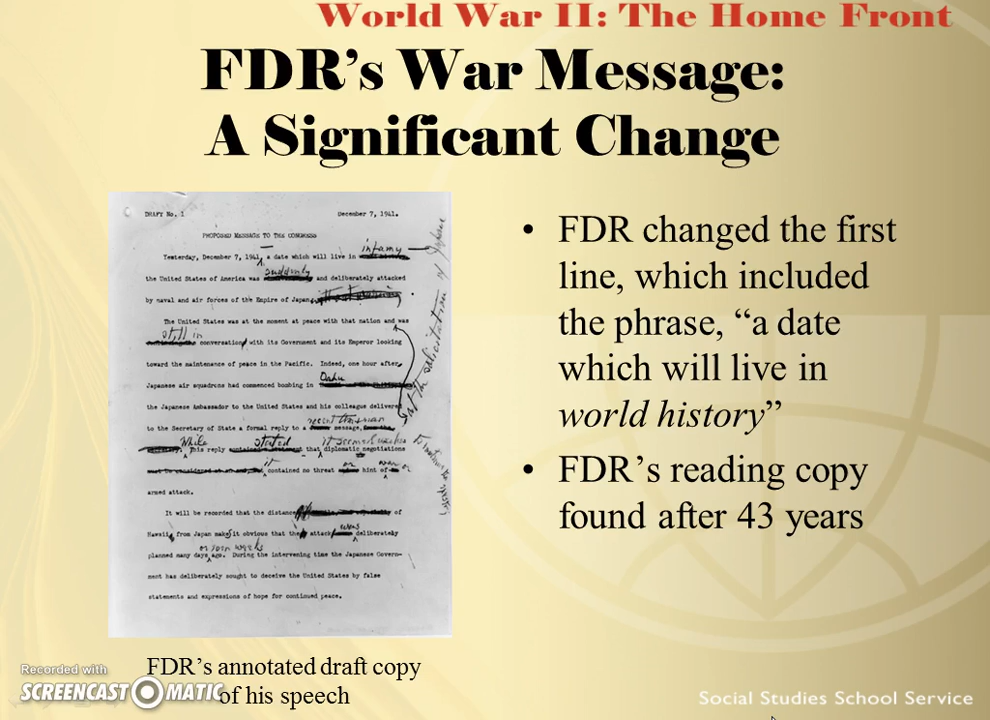 World War II: The Home Front
FDR's War Message:
A Significant Change
DRAFT No. 1 December 7, 1941.
PROPOSED MESSAGE TO THE CONGRESS
infamy
Yesterday, December 7, 1941, a date which will live in
suddenly
the United States of America was and deliberately attacked
by naval and air forces of the Empire of Japan
The United States was at the moment at peace with that nation and was
still in
conversation with its Government and its Emperor looking
toward the maintenance of peace in the Pacific. Indeed, one hour after,
Oahu
Japanese air squadrons had commenced bombing in
the Japanese Ambassador to the United States and his colleague delivered
to the Secretary of State a formal reply to a message,
While stated
This reply that diplomatic negotiations
it
contained no threat hint of
armed attack.
It will be recorded that the distance of
was
Hawaii, from Japan make it obvious that the attack deliberately
or even weeks
planned many days ago. During the intervening time the Japanese Govern-
ment has deliberately sought to deceive the United States by false
statements and expressions of hope for continued peace.
at the solicitation of Japan
• FDR changed the first
line, which included
the phrase, “a date
which will live in
world history”
• FDR's reading copy
found after 43 years
FDR's annotated draft copy
of his speech
Recorded with
SCREENCAST O MATIC
Social Studies School Service